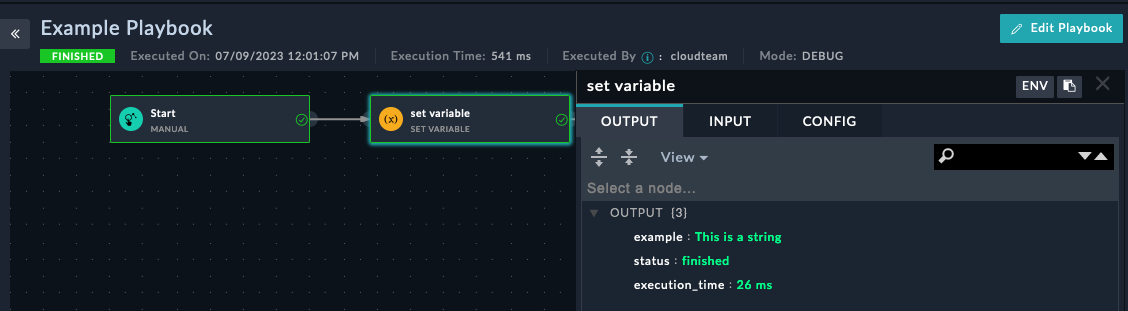 «
Example Playbook
Edit Playbook
FINISHED Executed On: 07/09/2023 12:01:07 PM Execution Time: 541 ms Executed By i : cloudteam Mode: DEBUG
Start
MANUAL
(x) set variable
SET VARIABLE
set variable
ENV
OUTPUT INPUT CONFIG
View
Select a node...
OUTPUT {3}
example : This is a string
status : finished
execution_time : 26 ms